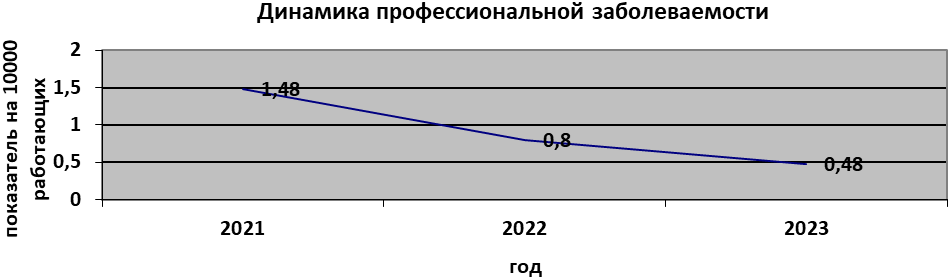 Динамика профессиональной заболеваемости
показатель на 10000
работающих
2
1,5
1
0,5
0
1,48
0,8
0,48
2021
2022
2023
год